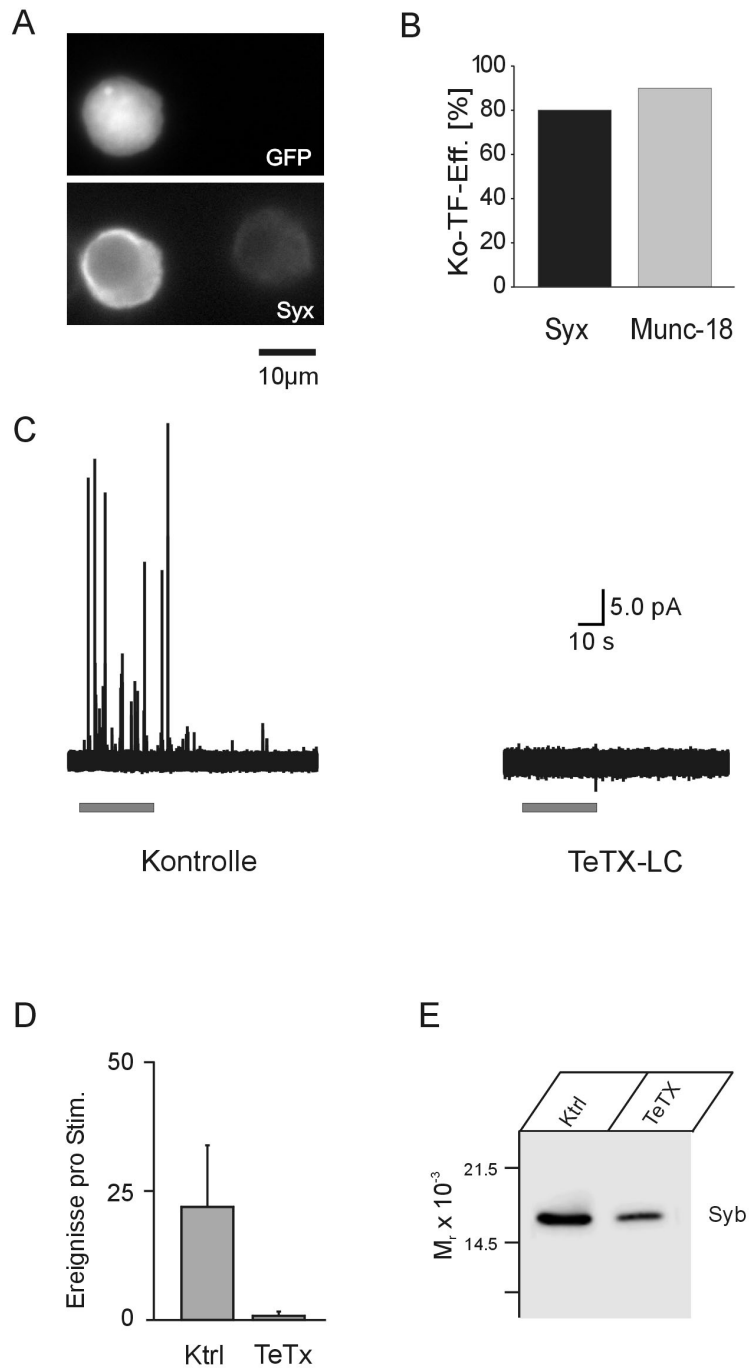 A
GFP
Syx
10µm
B
Ko-TF-Eff. [%]
100
80
60
40
20
0
Syx
Munc-18
C
5.0 pA
10 s
Kontrolle
TeTX-LC
D
Ereignisse pro Stim.
50
25
0
Ktrl
TeTx
E
Ktrl
TeTX
Mr x 10-3
21.5
14.5
Syb